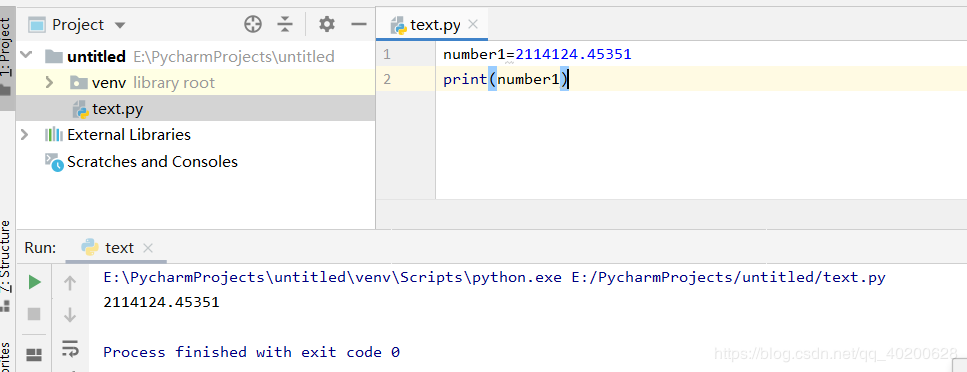 Project
text.py
1: Project
untitled E:\PycharmProjects\untitled
venv library root
text.py
External Libraries
Scratches and Consoles
1 number1=2114124.45351
2 print(number1)
Z: Structure
Run: text
E:\PycharmProjects\untitled\venv\Scripts\python.exe E:/PycharmProjects/untitled/text.py
2114124.45351
Process finished with exit code 0
https://blog.csdn.net/qq_40200628